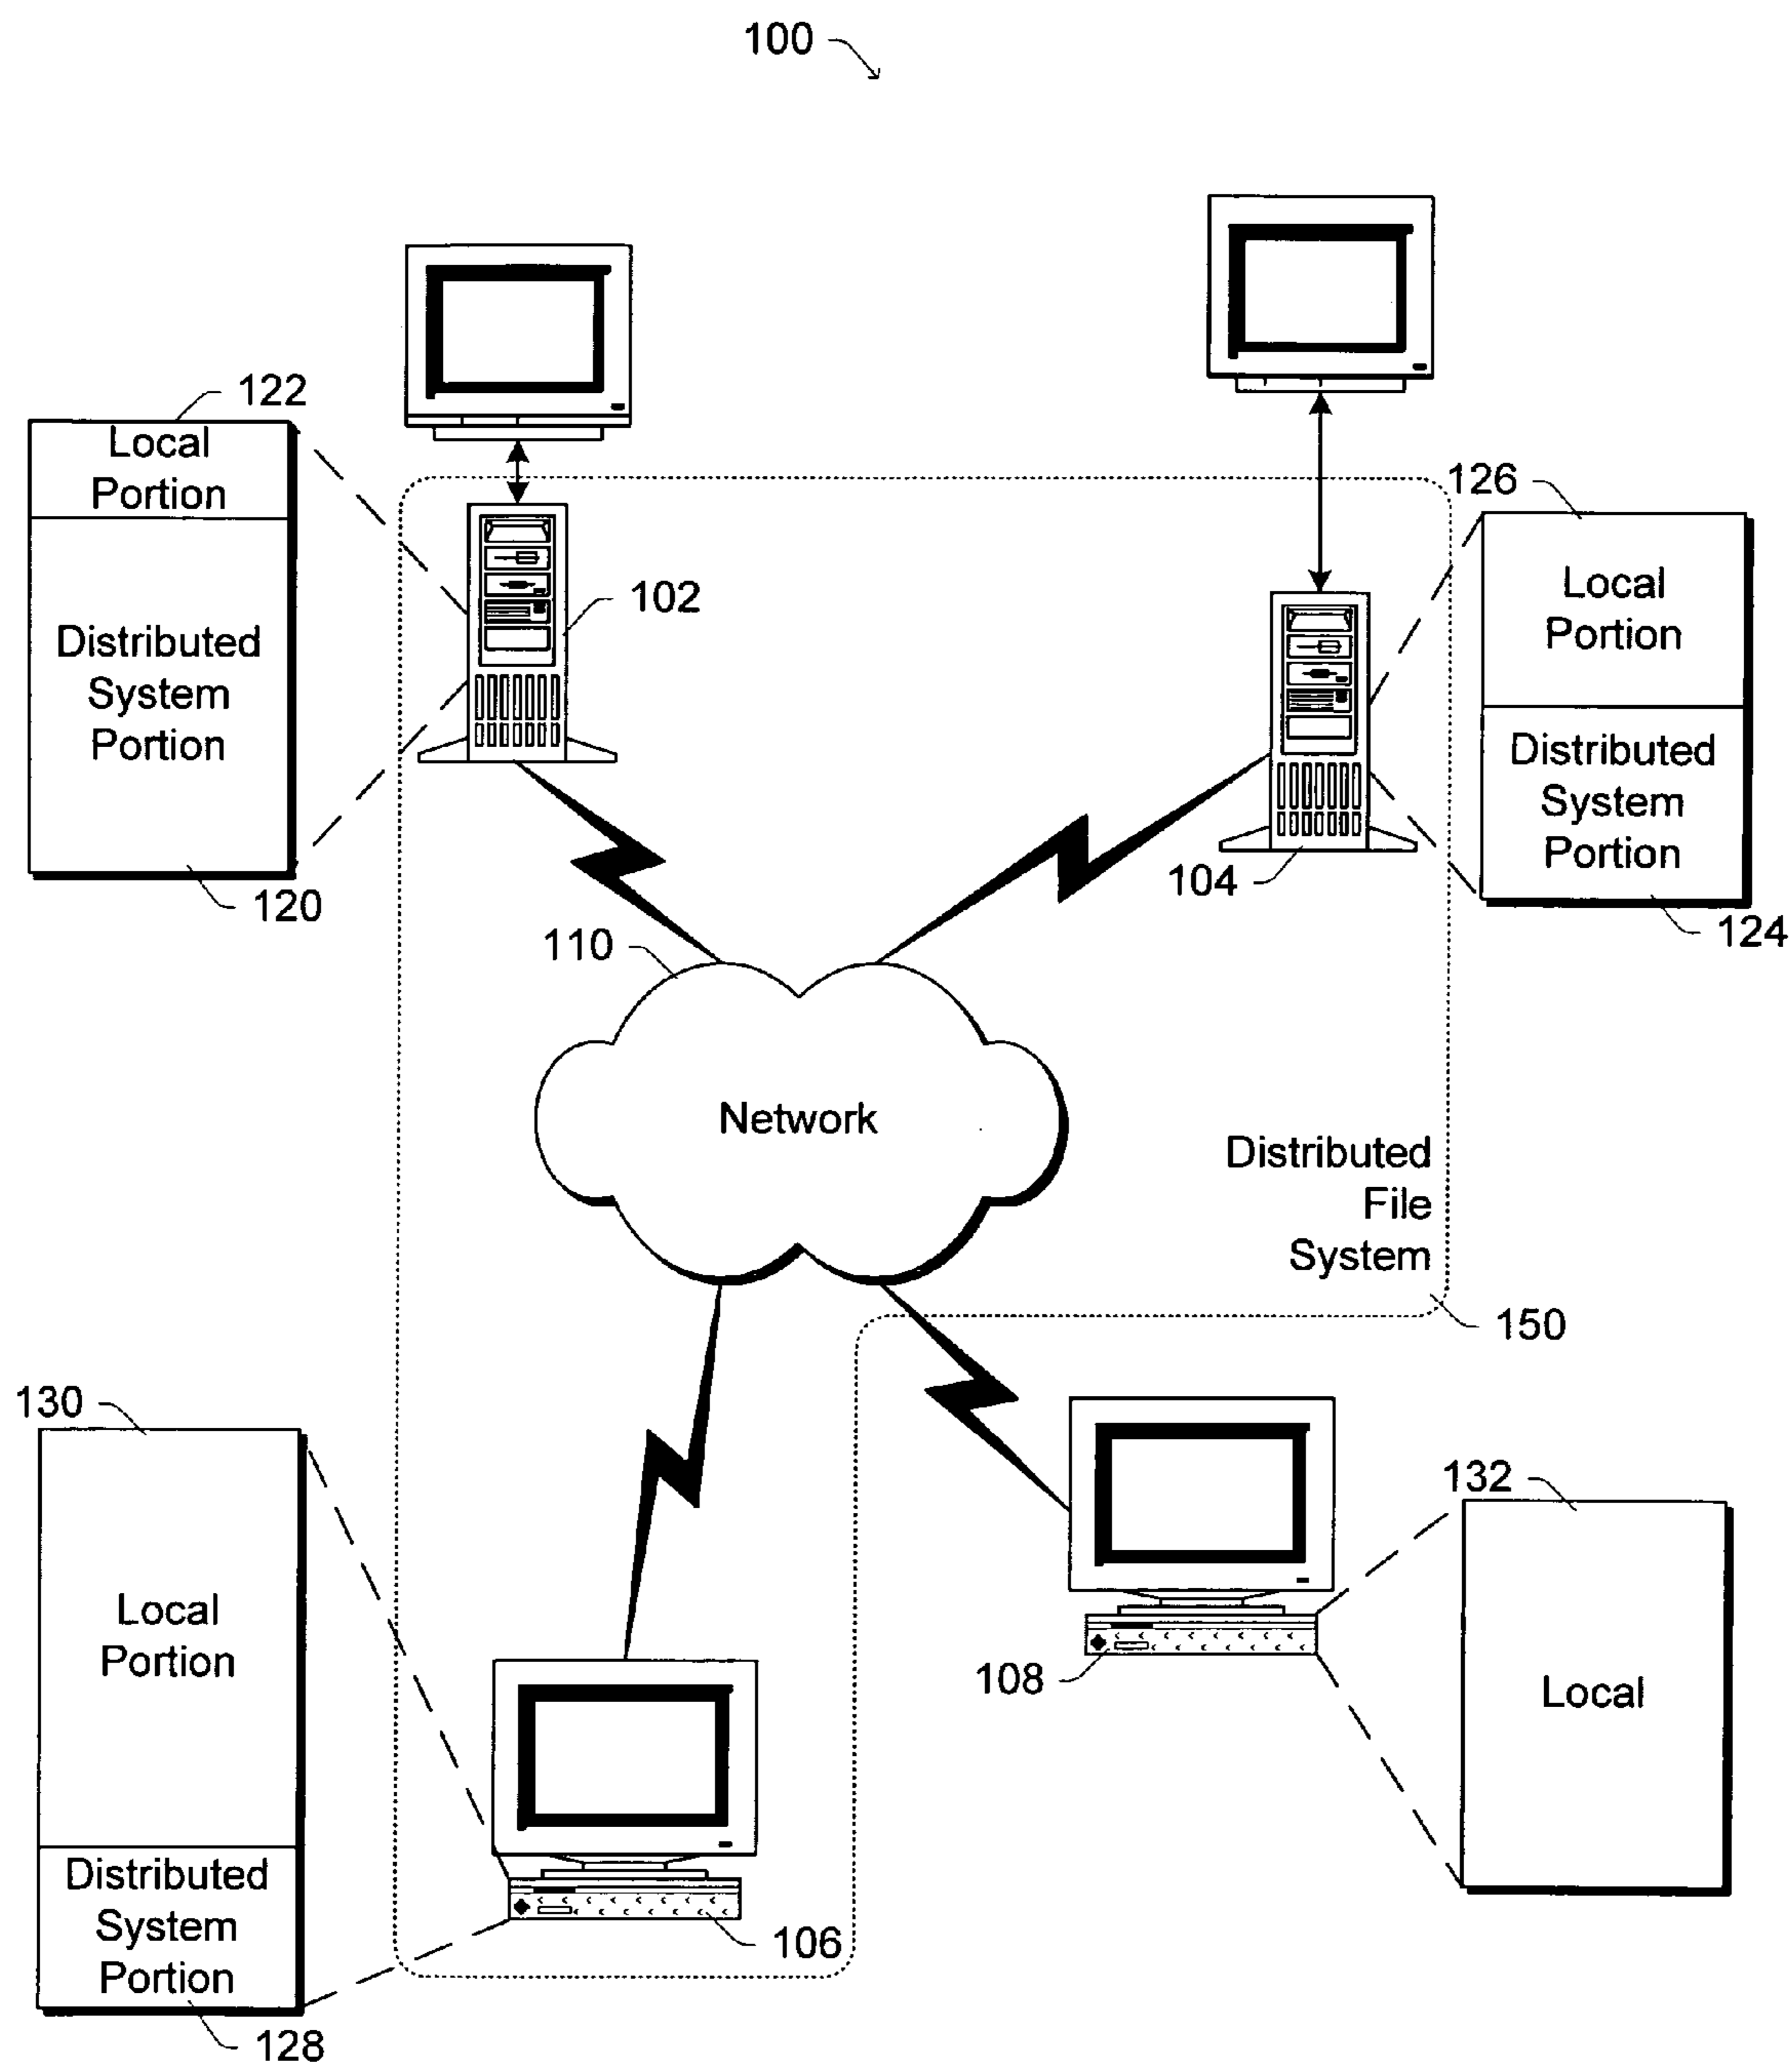 100
122
Local
Portion
Distributed
System
Portion
120
102
126
Local
Portion
Distributed
System
Portion
124
104
110
Network
Distributed
File
System
150
130
Local
Portion
Distributed
System
Portion
128
106
108
132
Local